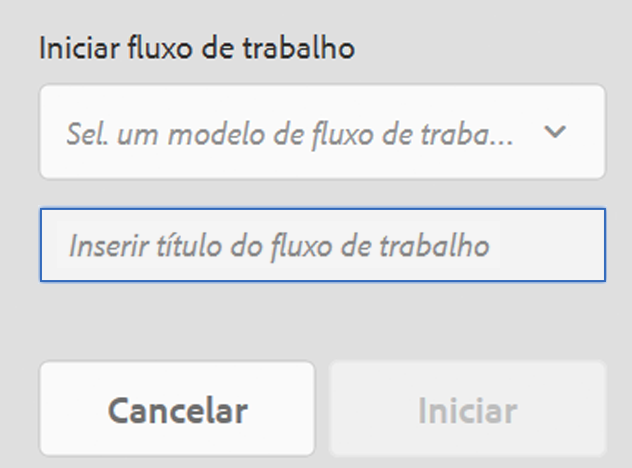 Iniciar fluxo de trabalho
Sel. um modelo de fluxo de traba...
Inserir título do fluxo de trabalho
Cancelar
Iniciar